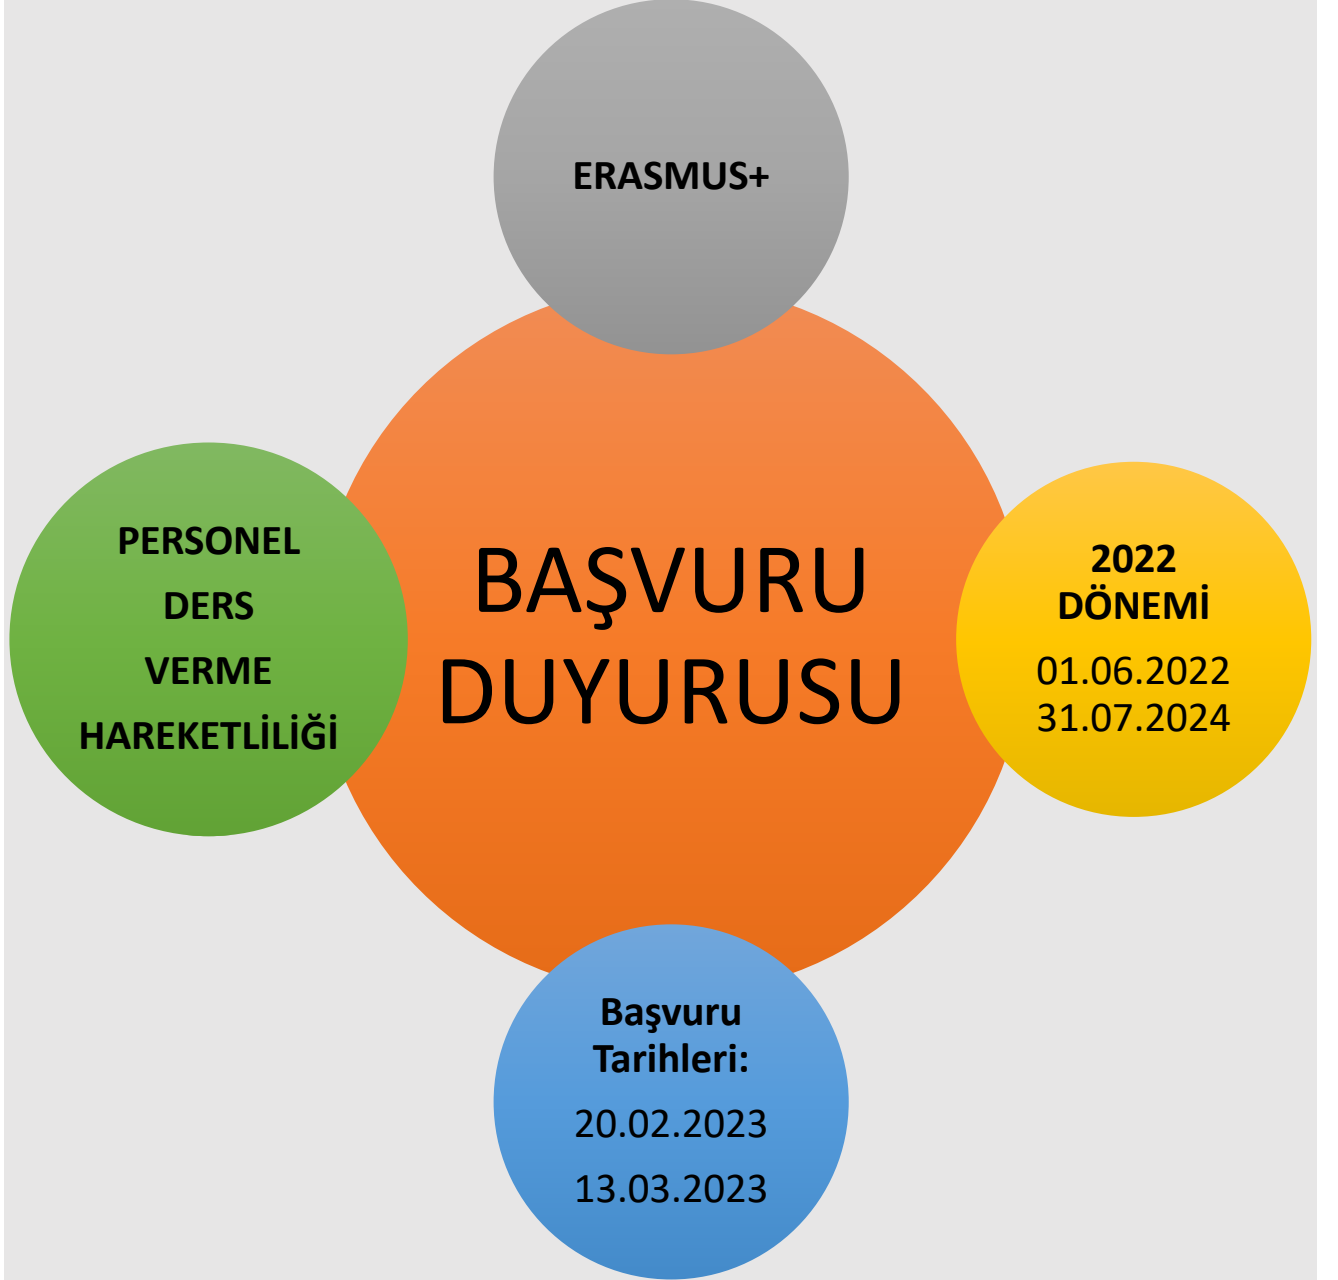 ERASMUS+
PERSONEL
DERS
VERME
HAREKETLİLİĞİ
BAŞVURU
DUYURUSU
2022
DÖNEMİ
01.06.2022
31.07.2024
Başvuru
Tarihleri:
20.02.2023
13.03.2023